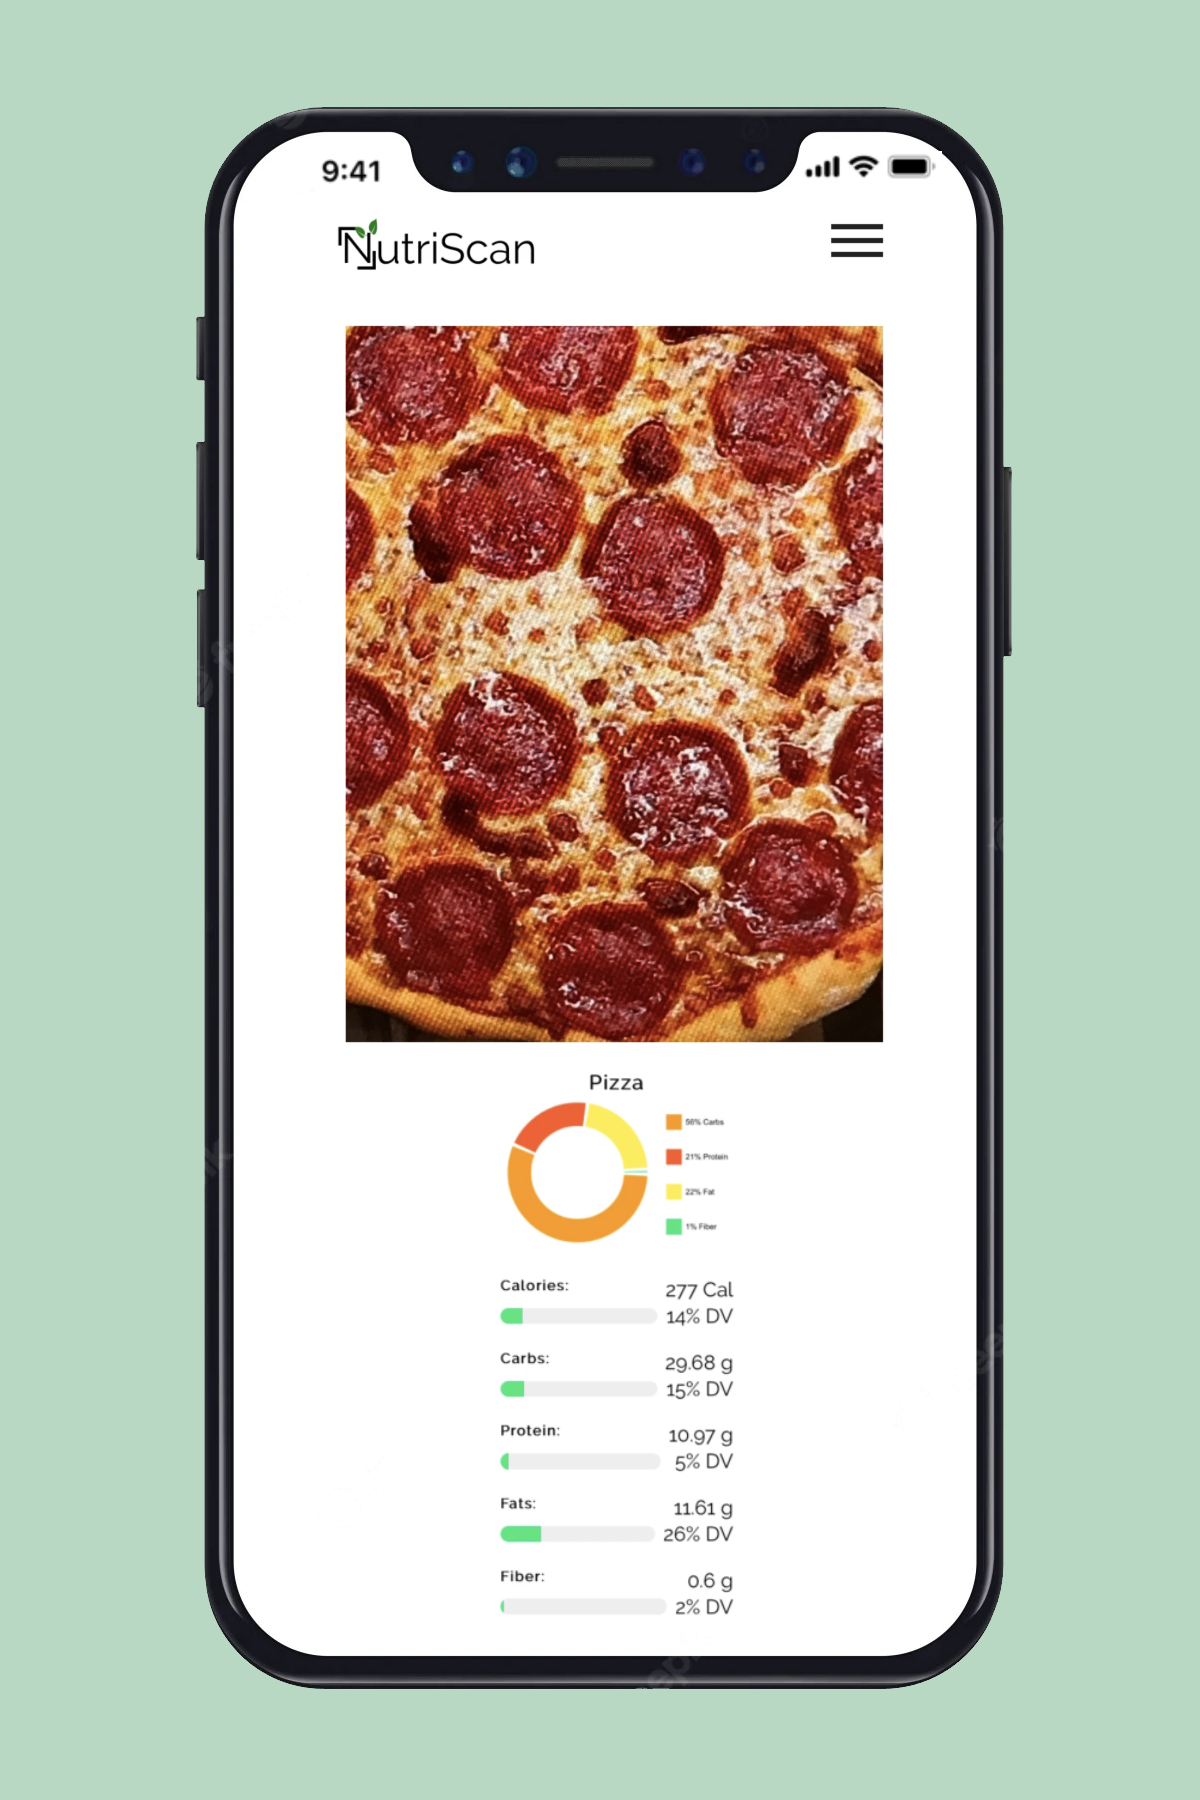 9:41
NutriScan
Pizza
56% Carbs
21% Protein
22% Fat
1% Fiber
Calories:
277 Cal
14% DV
Carbs:
29.68 g
15% DV
Protein:
10.97 g
5% DV
Fats:
11.61 g
26% DV
Fiber:
0.6 g
2% DV